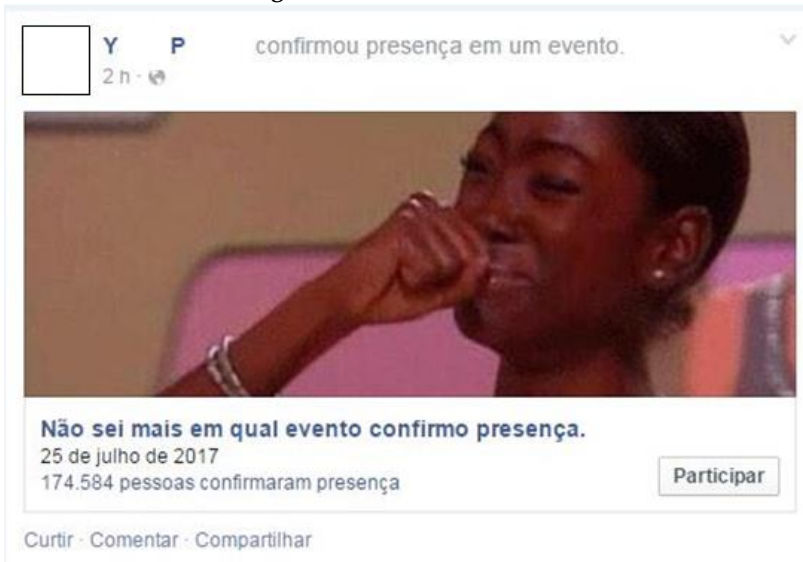 Y P confirmou presença em um evento.
2 h ·
Não sei mais em qual evento confirmo presença.
25 de julho de 2017
174.584 pessoas confirmaram presença
Participar
Curtir · Comentar · Compartilhar